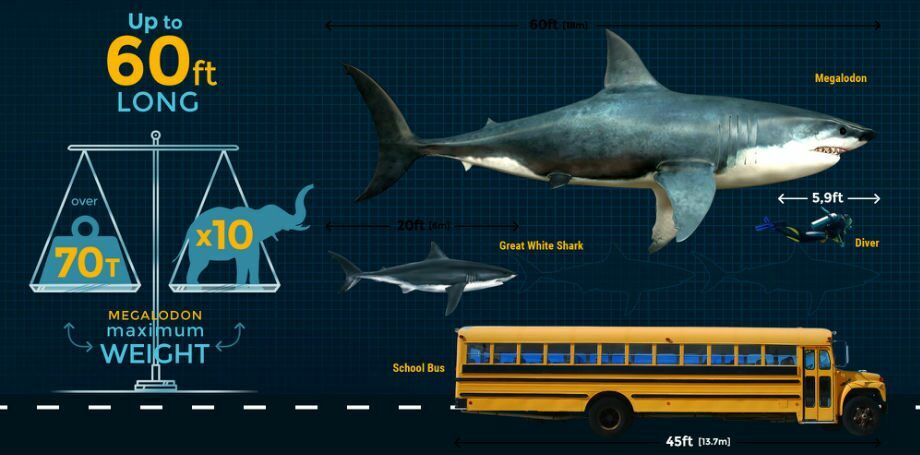 Up to
60ft
LONG
over
70T
x10
MEGALODON
maximum
WEIGHT
60ft [18m]
Megalodon
5,9ft
Diver
20ft [6m]
Great White Shark
School Bus
45ft [13.7m]